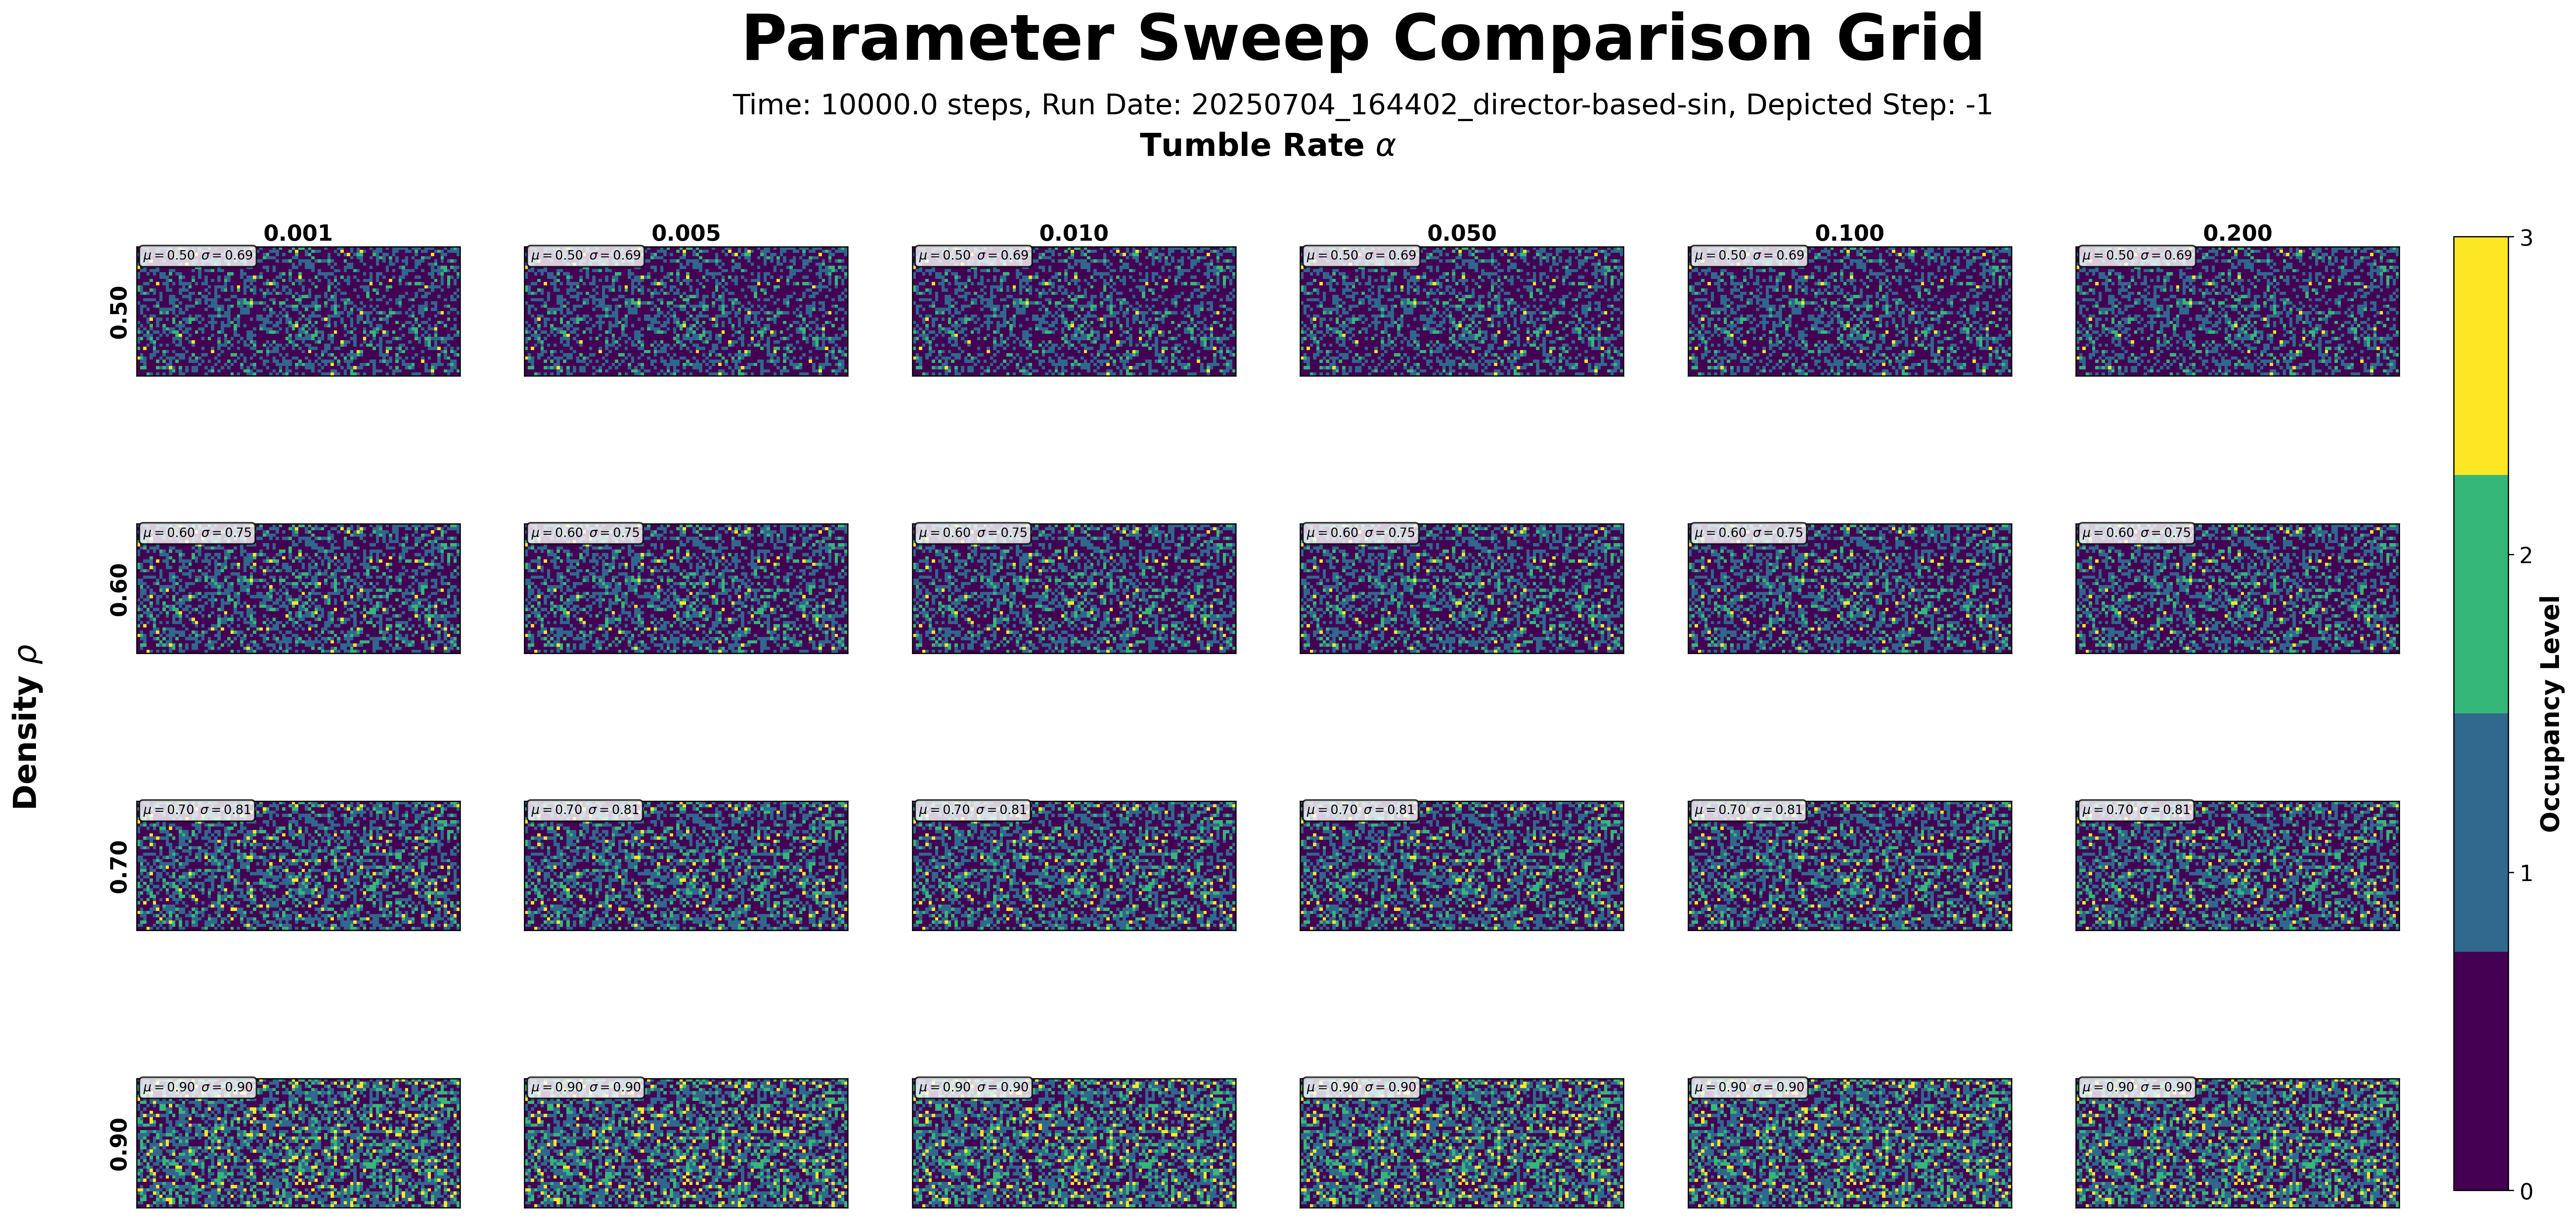 Parameter Sweep Comparison Grid
Time: 10000.0 steps, Run Date: 20250704_164402_director-based-sin, Depicted Step: -1
Tumble Rate α
0.001 0.005 0.010 0.050 0.100 0.200
Density ρ
0.50
μ = 0.50 σ = 0.69
μ = 0.50 σ = 0.69
μ = 0.50 σ = 0.69
μ = 0.50 σ = 0.69
μ = 0.50 σ = 0.69
μ = 0.50 σ = 0.69
0.60
μ = 0.60 σ = 0.75
μ = 0.60 σ = 0.75
μ = 0.60 σ = 0.75
μ = 0.60 σ = 0.75
μ = 0.60 σ = 0.75
μ = 0.60 σ = 0.75
0.70
μ = 0.70 σ = 0.81
μ = 0.70 σ = 0.81
μ = 0.70 σ = 0.81
μ = 0.70 σ = 0.81
μ = 0.70 σ = 0.81
μ = 0.70 σ = 0.81
0.90
μ = 0.90 σ = 0.90
μ = 0.90 σ = 0.90
μ = 0.90 σ = 0.90
μ = 0.90 σ = 0.90
μ = 0.90 σ = 0.90
μ = 0.90 σ = 0.90
3
2
1
0
Occupancy Level